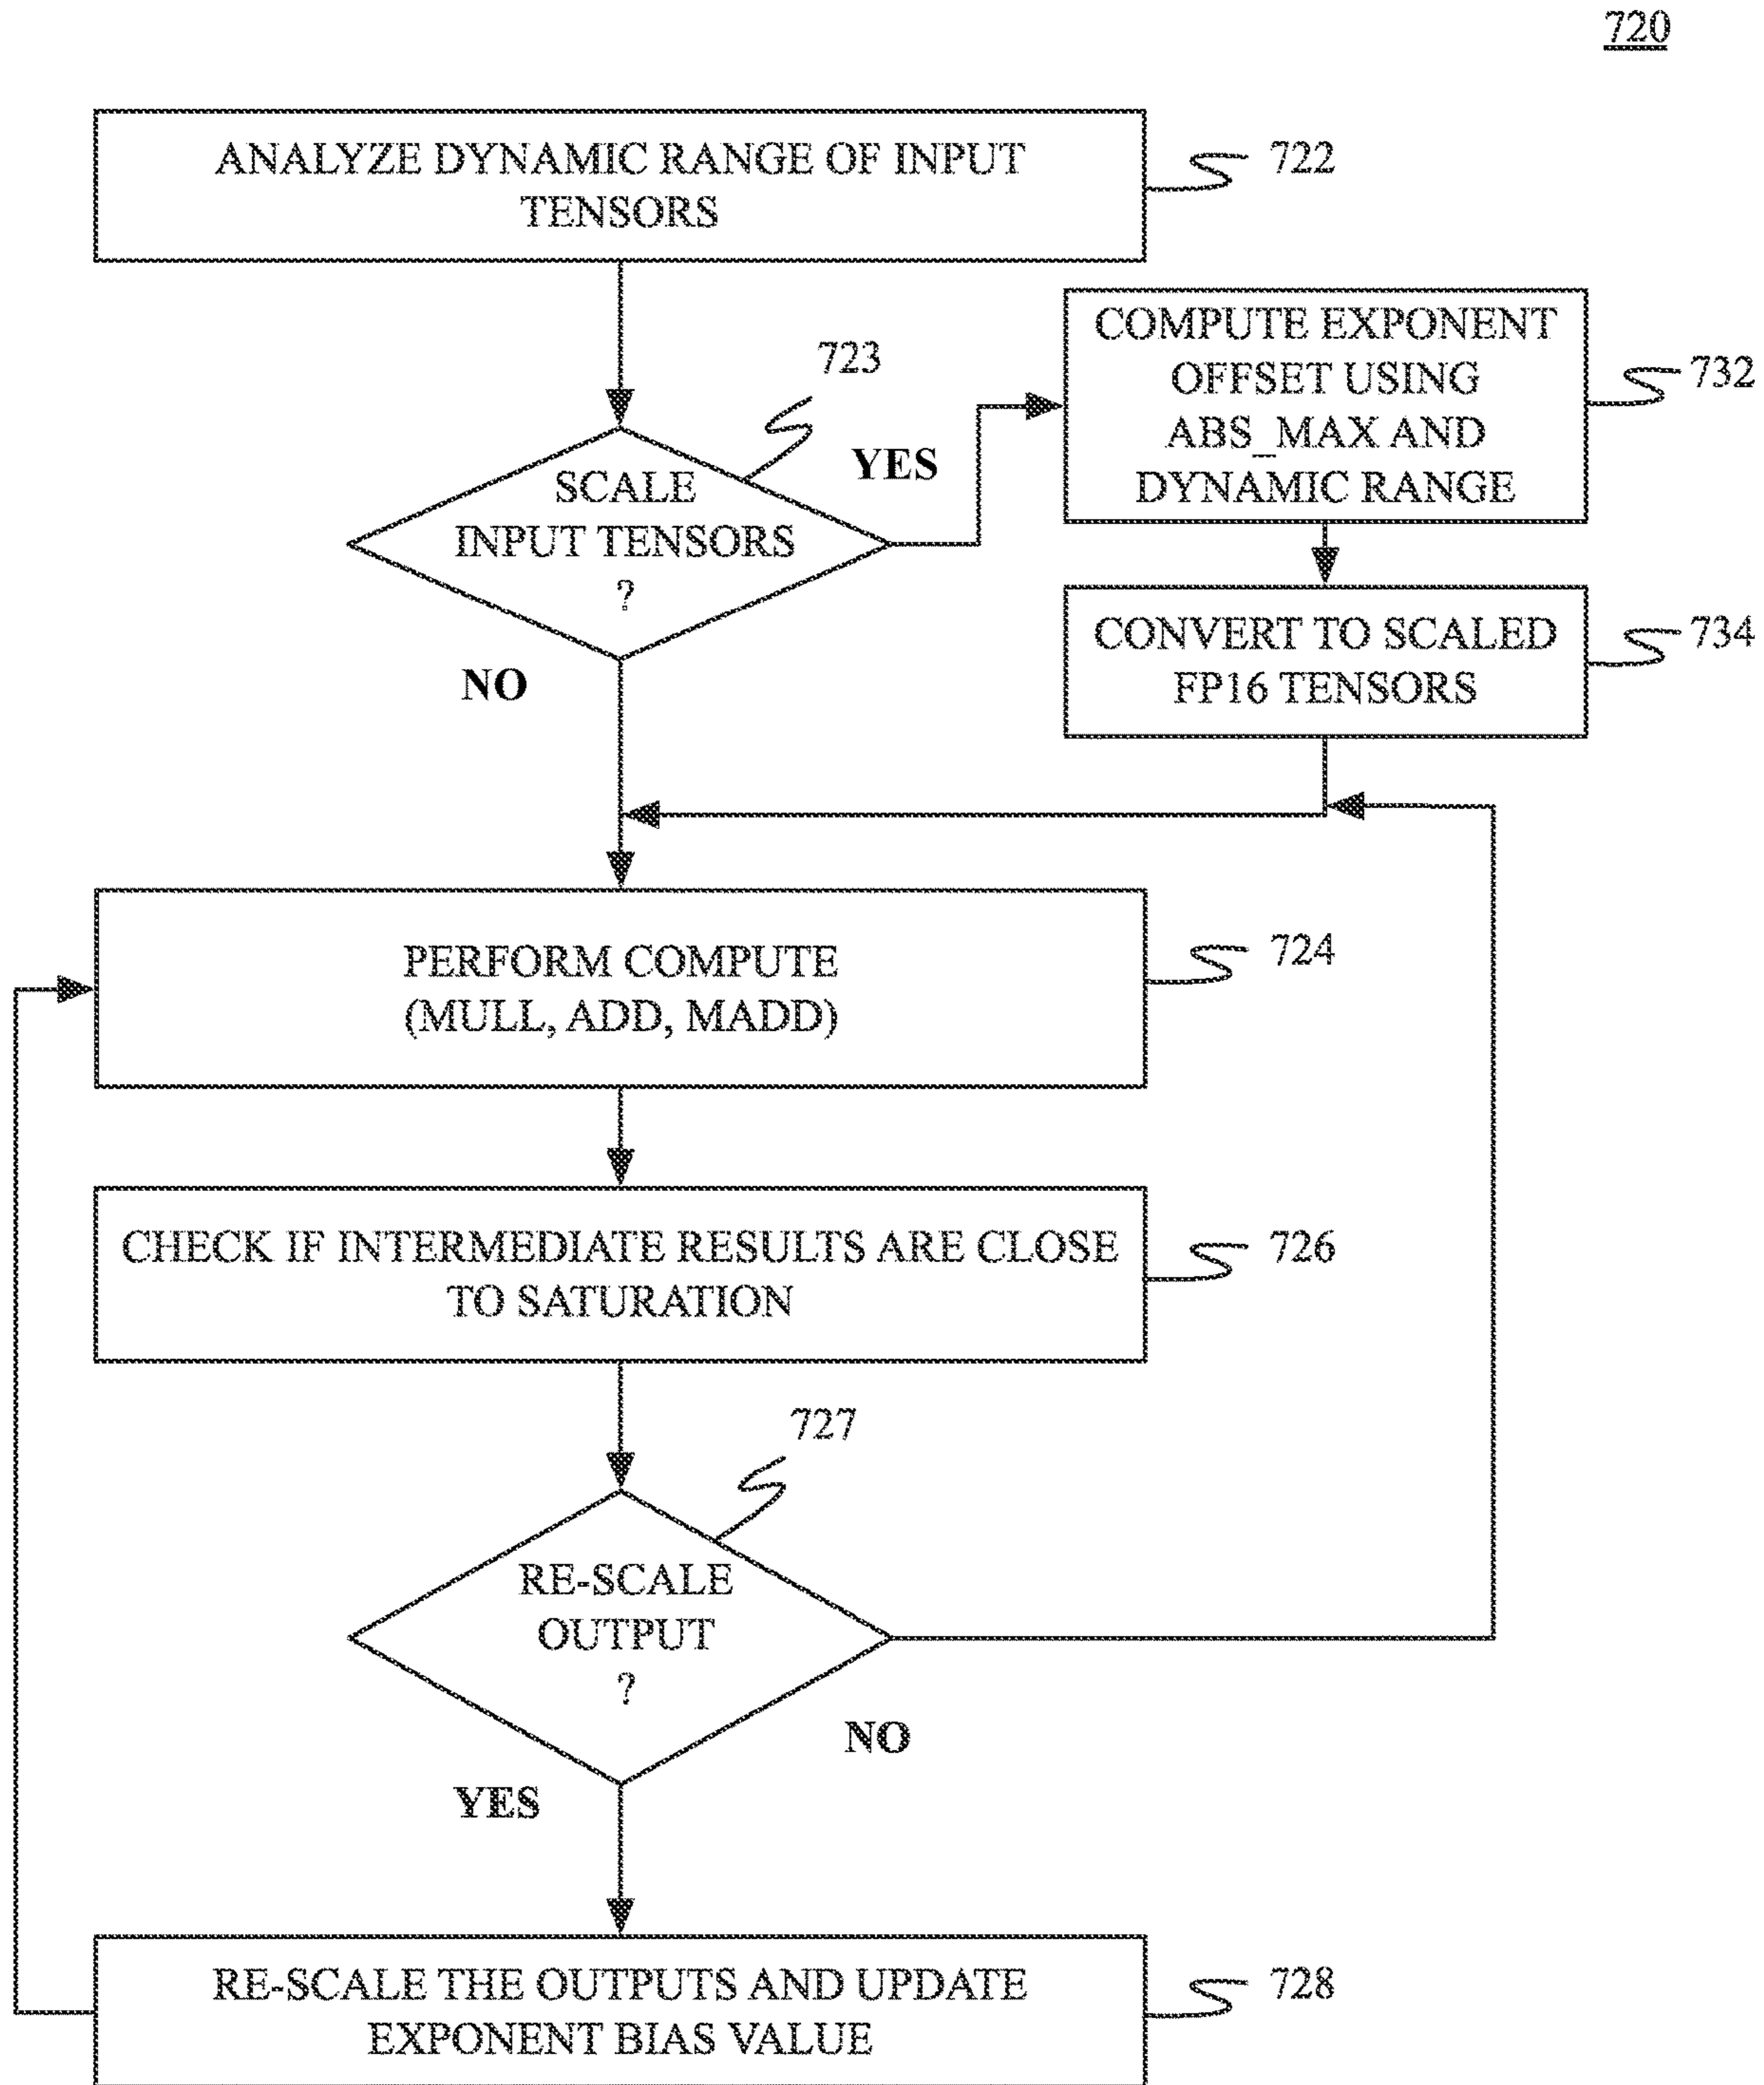 720
ANALYZE DYNAMIC RANGE OF INPUT
TENSORS
722
723
SCALE
INPUT TENSORS
?
YES
NO
COMPUTE EXPONENT
OFFSET USING
ABS_MAX AND
DYNAMIC RANGE
732
CONVERT TO SCALED
FP16 TENSORS
734
PERFORM COMPUTE
(MULL, ADD, MADD)
724
CHECK IF INTERMEDIATE RESULTS ARE CLOSE
TO SATURATION
726
727
RE-SCALE
OUTPUT
?
NO
YES
RE-SCALE THE OUTPUTS AND UPDATE
EXPONENT BIAS VALUE
728